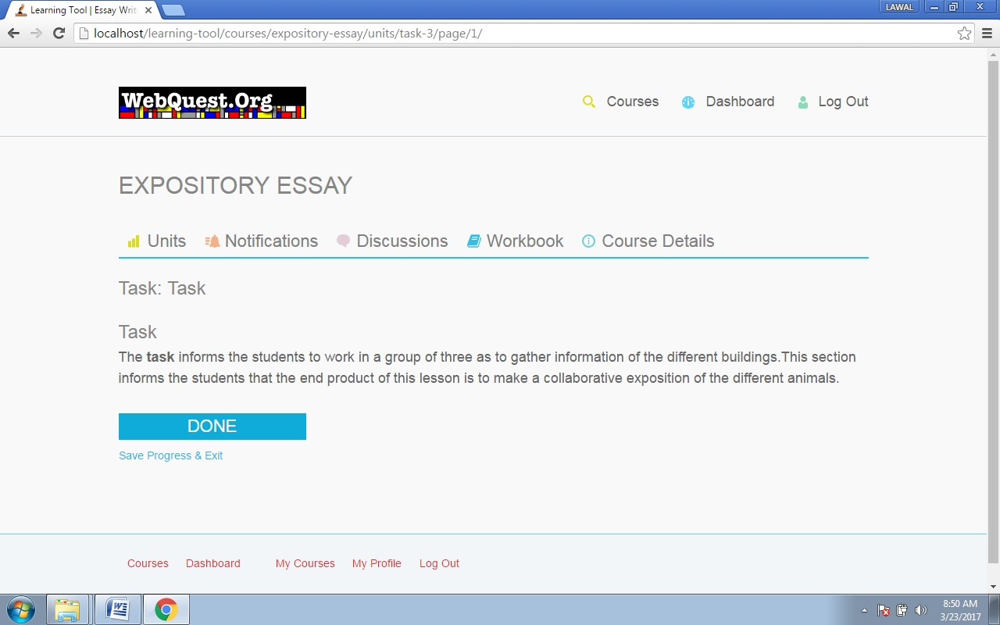 Learning Tool | Essay Writi
LAWAL
localhost/learning-tool/courses/expository-essay/units/task-3/page/1/
WebQuest.Org
Courses Dashboard Log Out
EXPOSITORY ESSAY
Units Notifications Discussions Workbook Course Details
Task: Task
Task
The task informs the students to work in a group of three as to gather information of the different buildings.This section
informs the students that the end product of this lesson is to make a collaborative exposition of the different animals.
DONE
Save Progress & Exit
Courses Dashboard My Courses My Profile Log Out
8:50 AM
3/23/2017